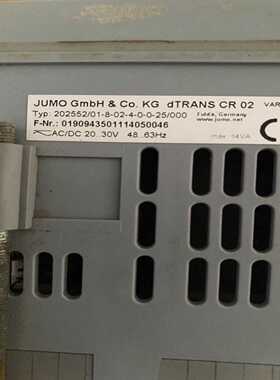 JUMO GmbH & Co. KG dTRANS CR 02 VAR
Typ: 202552/01-8-02-4-0-0-25/000 Fulda, Germany
F-Nr.: 0190943501114050046 www.jumo.net
AC/DC 20..30V 48..63Hz max. 14VA